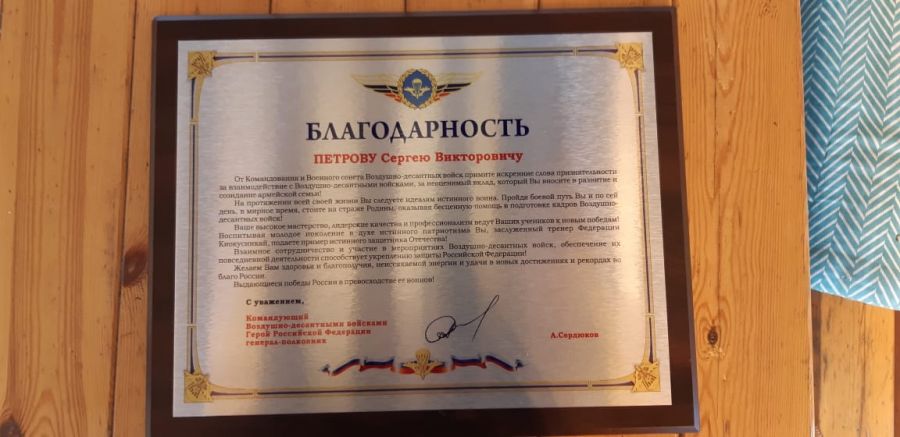 БЛАГОДАРНОСТЬ
ПЕТРОВУ Сергею Викторовичу
От Командования и Военного совета Воздушно-десантных войск примите искренние слова признательности
за взаимодействие с Воздушно-десантными войсками, за неоценимый вклад, который Вы вносите в развитие и
созидание армейской семьи!
На протяжении всей своей жизни Вы следуете идеалам истинного воина. Пройдя боевой путь Вы и по сей
день, в мирное время, стоите на страже Родины, оказывая бесценную помощь в подготовке кадров Воздушно-
десантных войск!
Ваше высокое мастерство, лидерские качества и профессионализм ведут Ваших учеников к новым победам!
Воспитывая молодое поколение в духе истинного патриотизма Вы, заслуженный тренер Федерации
Киокусинкай, подаете пример истинного защитника Отечества!
Взаимное сотрудничество и участие в мероприятиях Воздушно-десантных войск, обеспечение их
повседневной деятельности способствует укреплению защиты Российской Федерации!
Желаем Вам здоровья и благополучия, неиссякаемой энергии и удачи в новых достижениях и рекордах во
благо России.
Выдающиеся победы России в превосходстве ее воинов!
С уважением,
Командующий
Воздушно-десантными войсками
Герой Российской Федерации
генерал-полковник
А.Сердюков